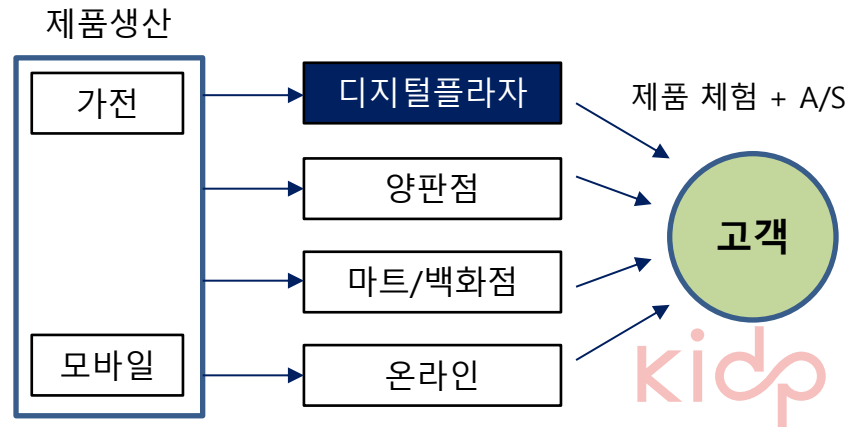 제품생산
가전
모바일
디지털플라자
양판점
마트/백화점
온라인
제품 체험 + A/S
고객
kidp